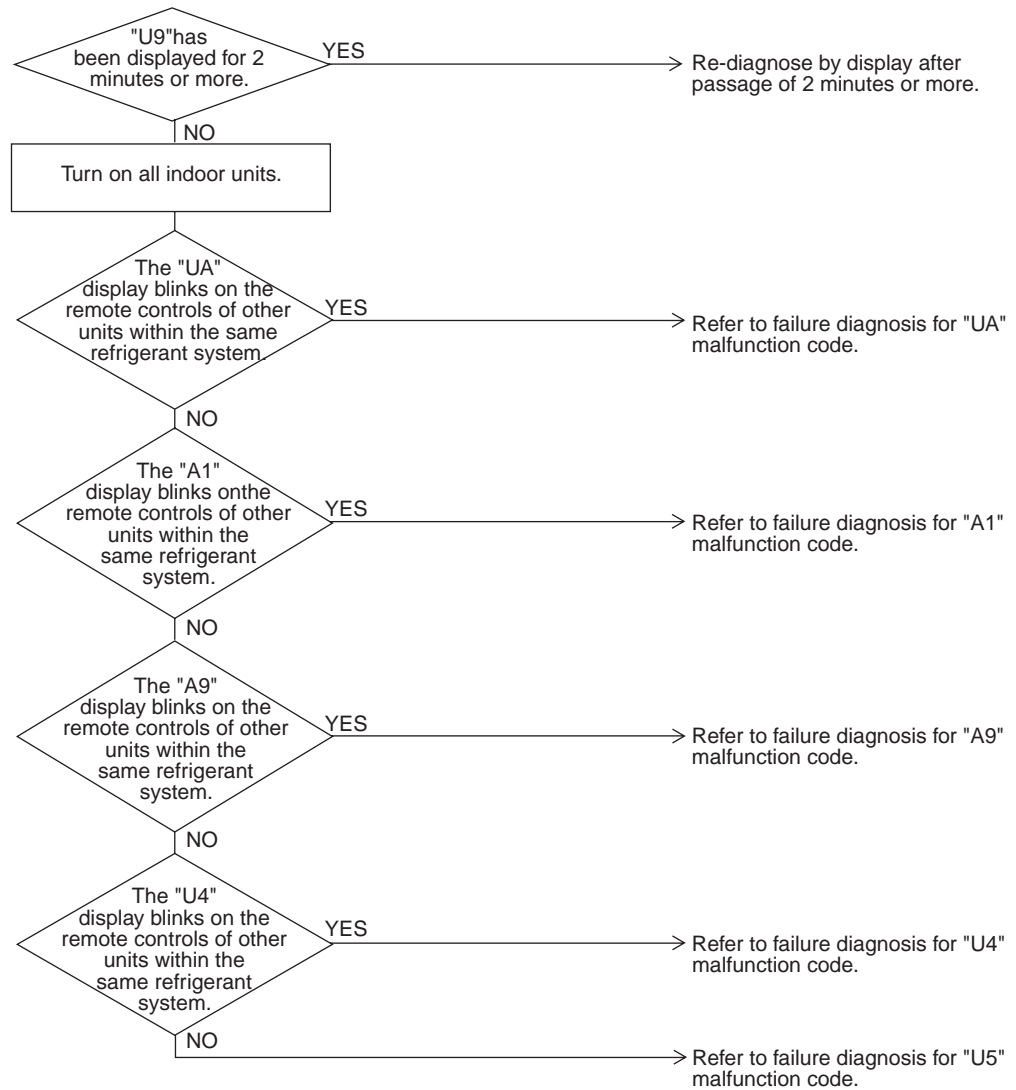 "U9"has
been displayed for 2
minutes or more.
YES
Re-diagnose by display after
passage of 2 minutes or more.
NO
Turn on all indoor units.
The "UA"
display blinks on the
remote controls of other
units within the same
refrigerant system.
YES
Refer to failure diagnosis for "UA"
malfunction code.
NO
The "A1"
display blinks onthe
remote controls of other
units within the
same refrigerant
system.
YES
Refer to failure diagnosis for "A1"
malfunction code.
NO
The "A9"
display blinks on the
remote controls of other
units within the
same refrigerant
system.
YES
Refer to failure diagnosis for "A9"
malfunction code.
NO
The "U4"
display blinks on the
remote controls of other
units within the
same refrigerant
system.
YES
Refer to failure diagnosis for "U4"
malfunction code.
NO
Refer to failure diagnosis for "U5"
malfunction code.